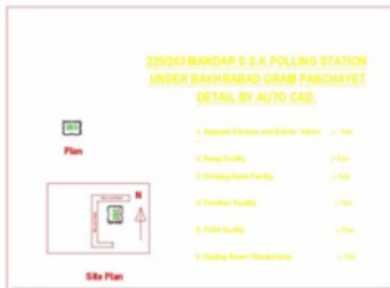 226/203 MANDAR S.S.K POLLING STATION
UNDER BAKHRABAD GRAM PANCHAYET
DETAIL BY AUTO CAD.
203
Plan
1. Separate Entrance and Exit for Voters :- Yes
2. Ramp Facility :- Yes
3. Drinking Water Facility :- Yes
4. Furniture Facility :- Yes
5. Toilet Facility :- Yes
6. Waiting Room / Shaded Area :- Yes
N
Site Plan